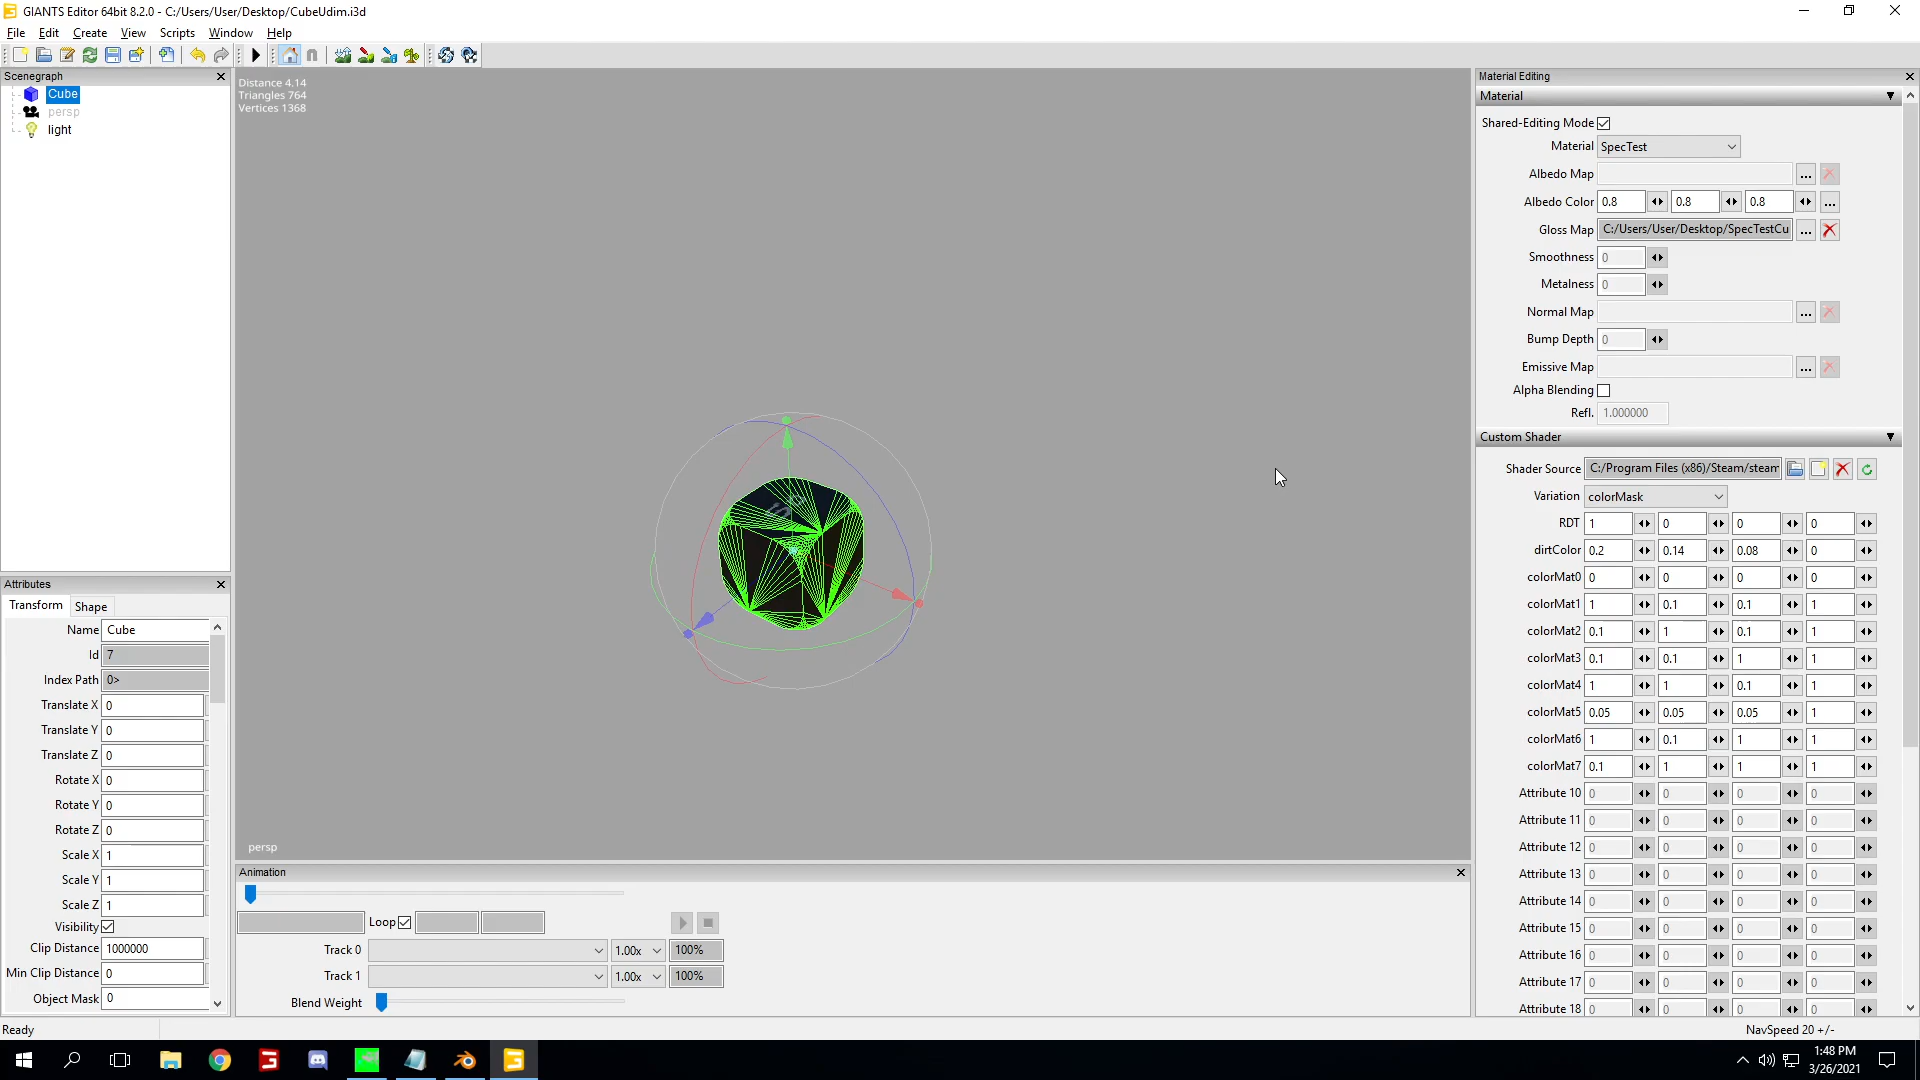 GIANTS Editor 64bit 8.2.0 - C:/Users/User/Desktop/CubeUdim.i3d
File Edit Create View Scripts Window Help
Scenegraph
Cube
persp
light
Attributes
Transform Shape
Name Cube
Id 7
Index Path 0>
Translate X 0
Translate Y 0
Translate Z 0
Rotate X 0
Rotate Y 0
Rotate Z 0
Scale X 1
Scale Y 1
Scale Z 1
Visibility
Clip Distance 1000000
Min Clip Distance 0
Object Mask 0
Distance 4.14
Triangles 764
Vertices 1368
persp
Animation
Loop
Track 0 1.00x 100%
Track 1 1.00x 100%
Blend Weight
Material Editing
Material
Shared-Editing Mode
Material SpecTest
Albedo Map ...
Albedo Color 0.8 0.8 0.8 ...
Gloss Map C:/Users/User/Desktop/SpecTestCu ...
Smoothness 0
Metalness 0
Normal Map ...
Bump Depth 0
Emissive Map ...
Alpha Blending
Refl. 1.000000
Custom Shader
Shader Source C:/Program Files (x86)/Steam/steam
Variation colorMask
RDT 1 0 0 0
dirtColor 0.2 0.14 0.08 0
colorMat0 0 0 0 0
colorMat1 1 0.1 0.1 1
colorMat2 0.1 1 0.1 1
colorMat3 0.1 0.1 1 1
colorMat4 1 1 0.1 1
colorMat5 0.05 0.05 0.05 1
colorMat6 1 0.1 1 1
colorMat7 0.1 1 1 1
Attribute 10 0 0 0 0
Attribute 11 0 0 0 0
Attribute 12 0 0 0 0
Attribute 13 0 0 0 0
Attribute 14 0 0 0 0
Attribute 15 0 0 0 0
Attribute 16 0 0 0 0
Attribute 17 0 0 0 0
Attribute 18 0 0 0 0
Ready
NavSpeed 20 +/-
1:48 PM
3/26/2021